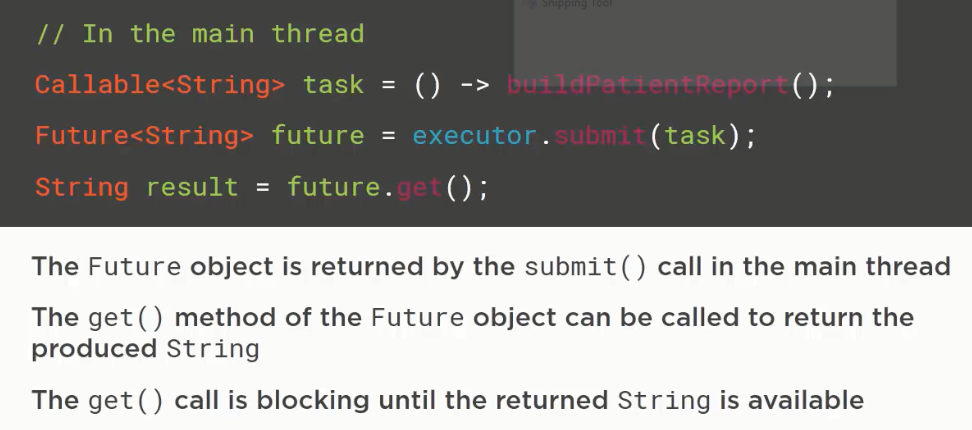 Snipping Tool
// In the main thread
Callable<String> task = () -> buildPatientReport();
Future<String> future = executor.submit(task);
String result = future.get();
The Future object is returned by the submit() call in the main thread
The get() method of the Future object can be called to return the
produced String
The get() call is blocking until the returned String is available